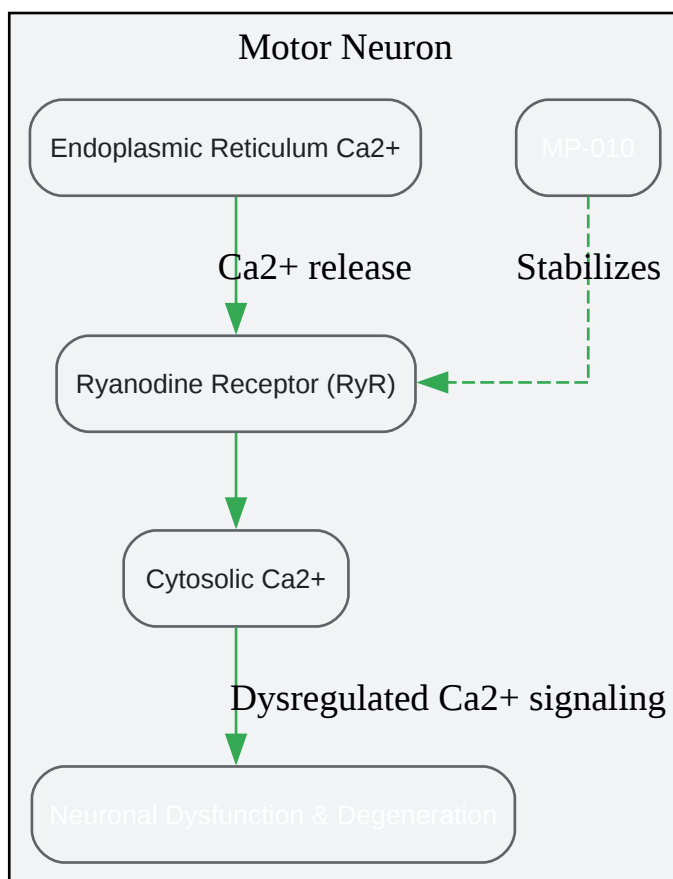 Motor Neuron
Endoplasmic Reticulum Ca2+
MP-010
Ca2+ release
Stabilizes
Ryanodine Receptor (RyR)
Cytosolic Ca2+
Dysregulated Ca2+ signaling
Neuronal Dysfunction & Degeneration